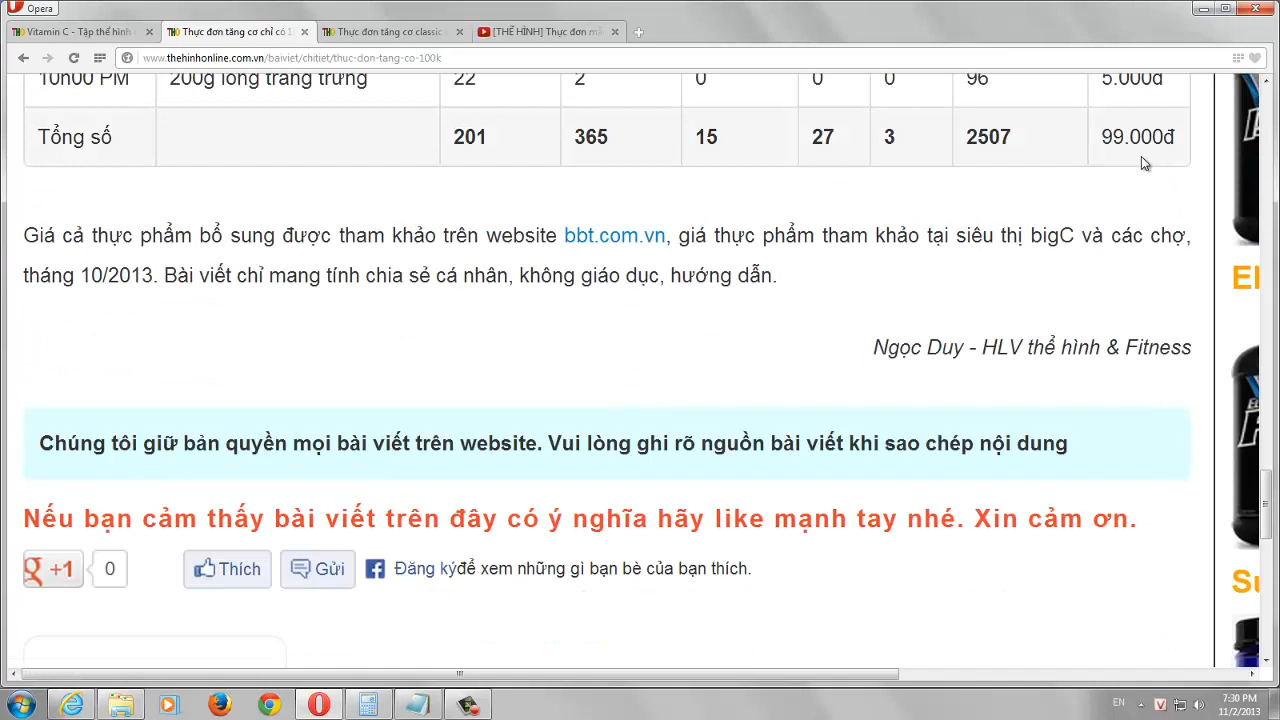 Opera
Vitamin C - Tập thể hình
Thực đơn tăng cơ chỉ có 1
Thực đơn tăng cơ classic
[THỂ HÌNH] Thực đơn mẫ
www.thehinhonline.com.vn/baiviet/chitiet/thuc-don-tang-co-100k
10h00 PM 200g lòng trắng trứng 22 2 0 0 0 96 5.000đ
Tổng số 201 365 15 27 3 2507 99.000đ
Giá cả thực phẩm bổ sung được tham khảo trên website bbt.com.vn, giá thực phẩm tham khảo tại siêu thị bigC và các chợ,
tháng 10/2013. Bài viết chỉ mang tính chia sẻ cá nhân, không giáo dục, hướng dẫn.
Ngọc Duy - HLV thể hình & Fitness
Chúng tôi giữ bản quyền mọi bài viết trên website. Vui lòng ghi rõ nguồn bài viết khi sao chép nội dung
Nếu bạn cảm thấy bài viết trên đây có ý nghĩa hãy like mạnh tay nhé. Xin cảm ơn.
+1 0 Thích Gửi Đăng kýđể xem những gì bạn bè của bạn thích.
EN
7:30 PM
11/2/2013